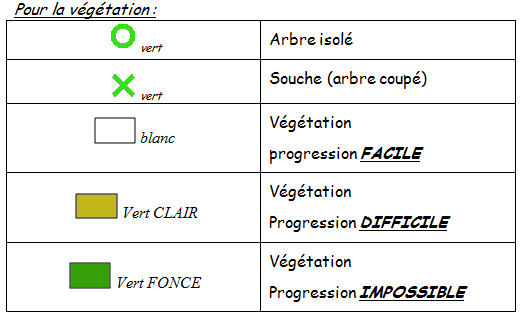 Pour la végétation :
vert
Arbre isolé
vert
Souche (arbre coupé)
blanc
Végétation
progression FACILE
Vert CLAIR
Végétation
Progression DIFFICILE
Vert FONCE
Végétation
Progression IMPOSSIBLE